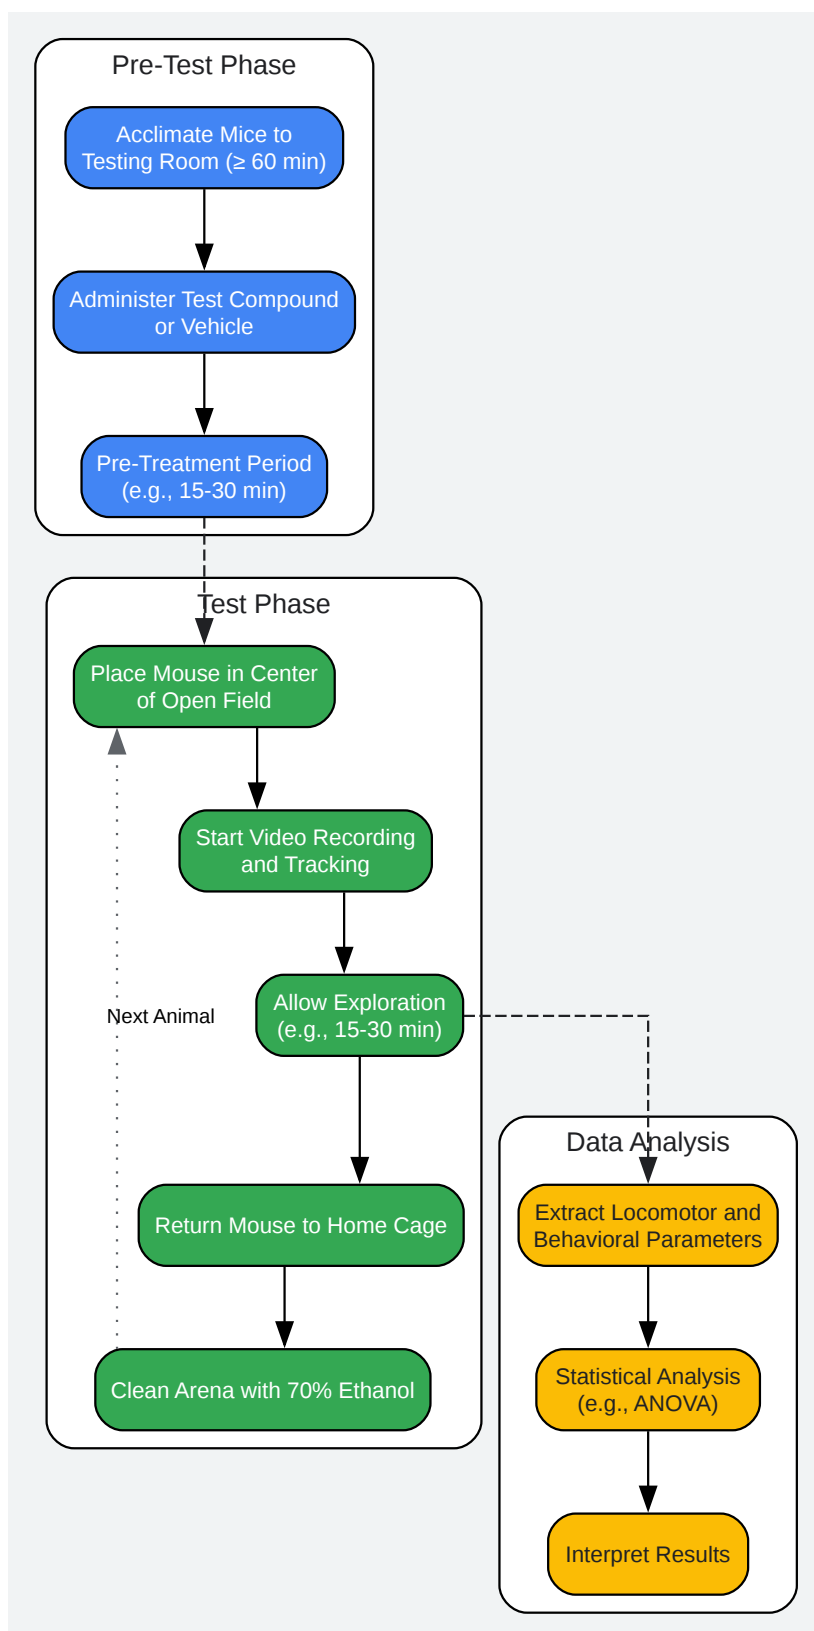 Pre-Test Phase
Acclimate Mice to
Testing Room (≥ 60 min)
Administer Test Compound
or Vehicle
Pre-Treatment Period
(e.g., 15-30 min)
Test Phase
Place Mouse in Center
of Open Field
Start Video Recording
and Tracking
Allow Exploration
(e.g., 15-30 min)
Next Animal
Return Mouse to Home Cage
Clean Arena with 70% Ethanol
Data Analysis
Extract Locomotor and
Behavioral Parameters
Statistical Analysis
(e.g., ANOVA)
Interpret Results